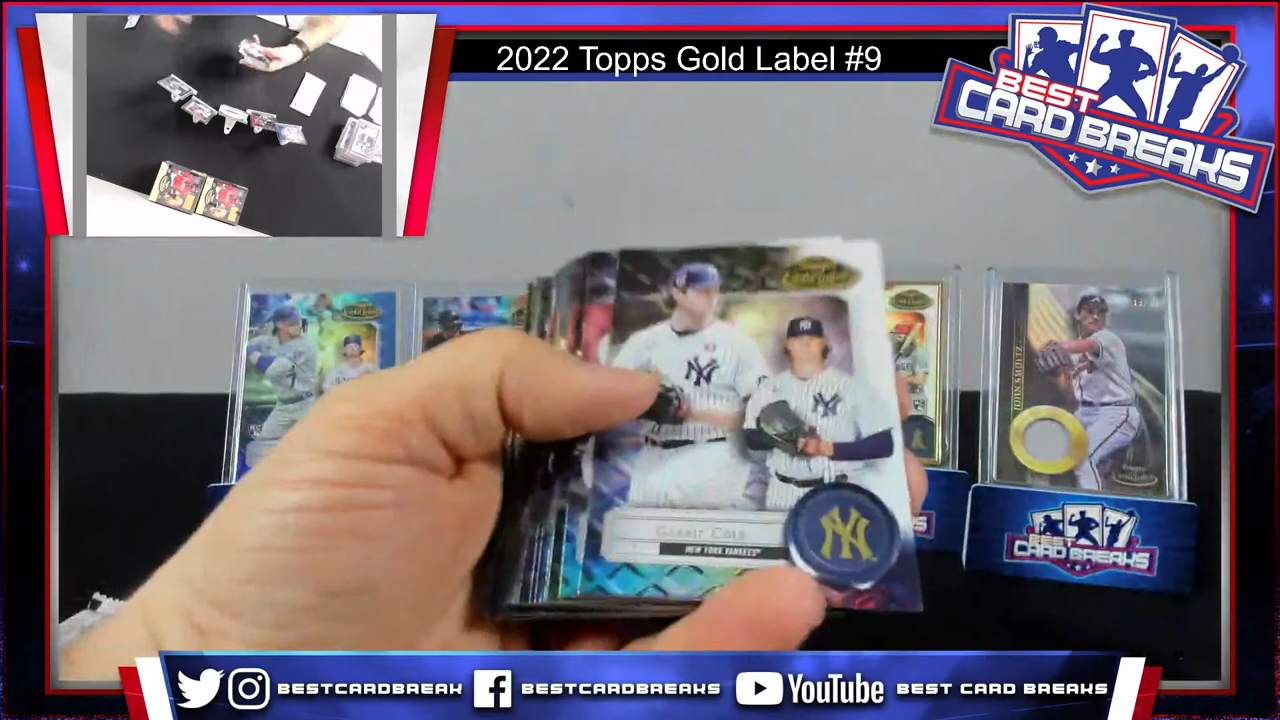 2022 Topps Gold Label #9
BEST
CARD BREAKS
GERRIT COLE
NEW YORK YANKEES
NY
JOHN SMOLTZ
BEST
CARD BREAKS
BESTCARDBREAK
BESTCARDBREAKS
YouTube
BEST CARD BREAKS